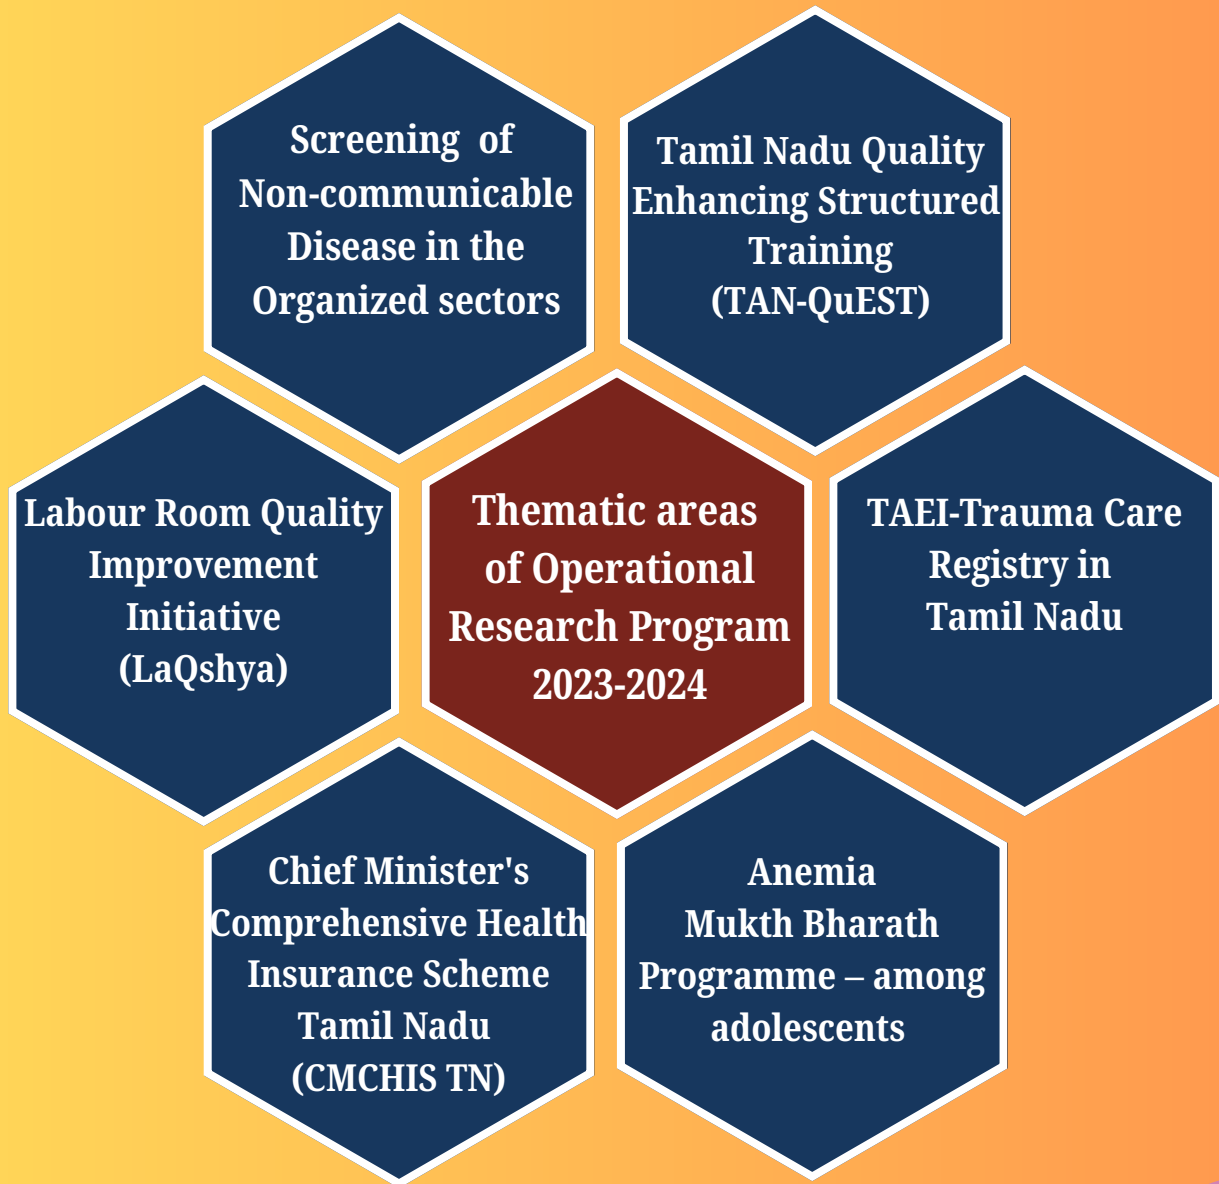 Screening of
Non-communicable
Disease in the
Organized sectors
Tamil Nadu Quality
Enhancing Structured
Training
(TAN-QuEST)
Labour Room Quality
Improvement
Initiative
(LaQshya)
Thematic areas
of Operational
Research Program
2023-2024
TAEI-Trauma Care
Registry in
Tamil Nadu
Chief Minister's
Comprehensive Health
Insurance Scheme
Tamil Nadu
(CMCHIS TN)
Anemia
Mukth Bharath
Programme – among
adolescents